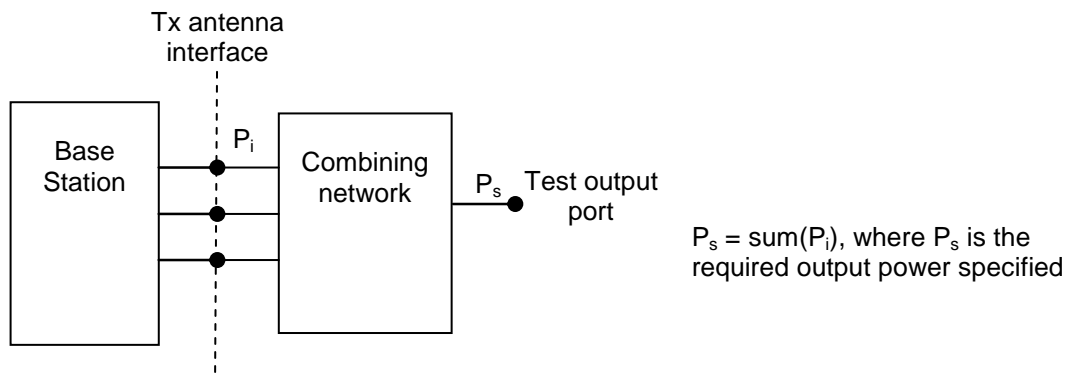 Tx antenna
interface
Base
Station
Pi
Combining
network
Ps
Test output
port
Ps = sum(Pi), where Ps is the
required output power specified